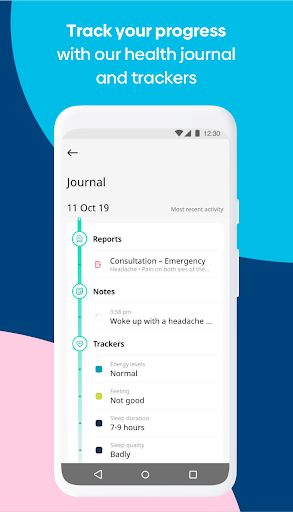 Track your progress
with our health journal
and trackers
12:30
Journal
11 Oct 19
Most recent activity
Reports
Consultation – Emergency
Headache • Pain on both sies of the...
Notes
3:58 pm
Woke up with a headache ...
Trackers
Energy levels
Normal
Feeling
Not good
Sleep duration
7-9 hours
Sleep quality
Badly